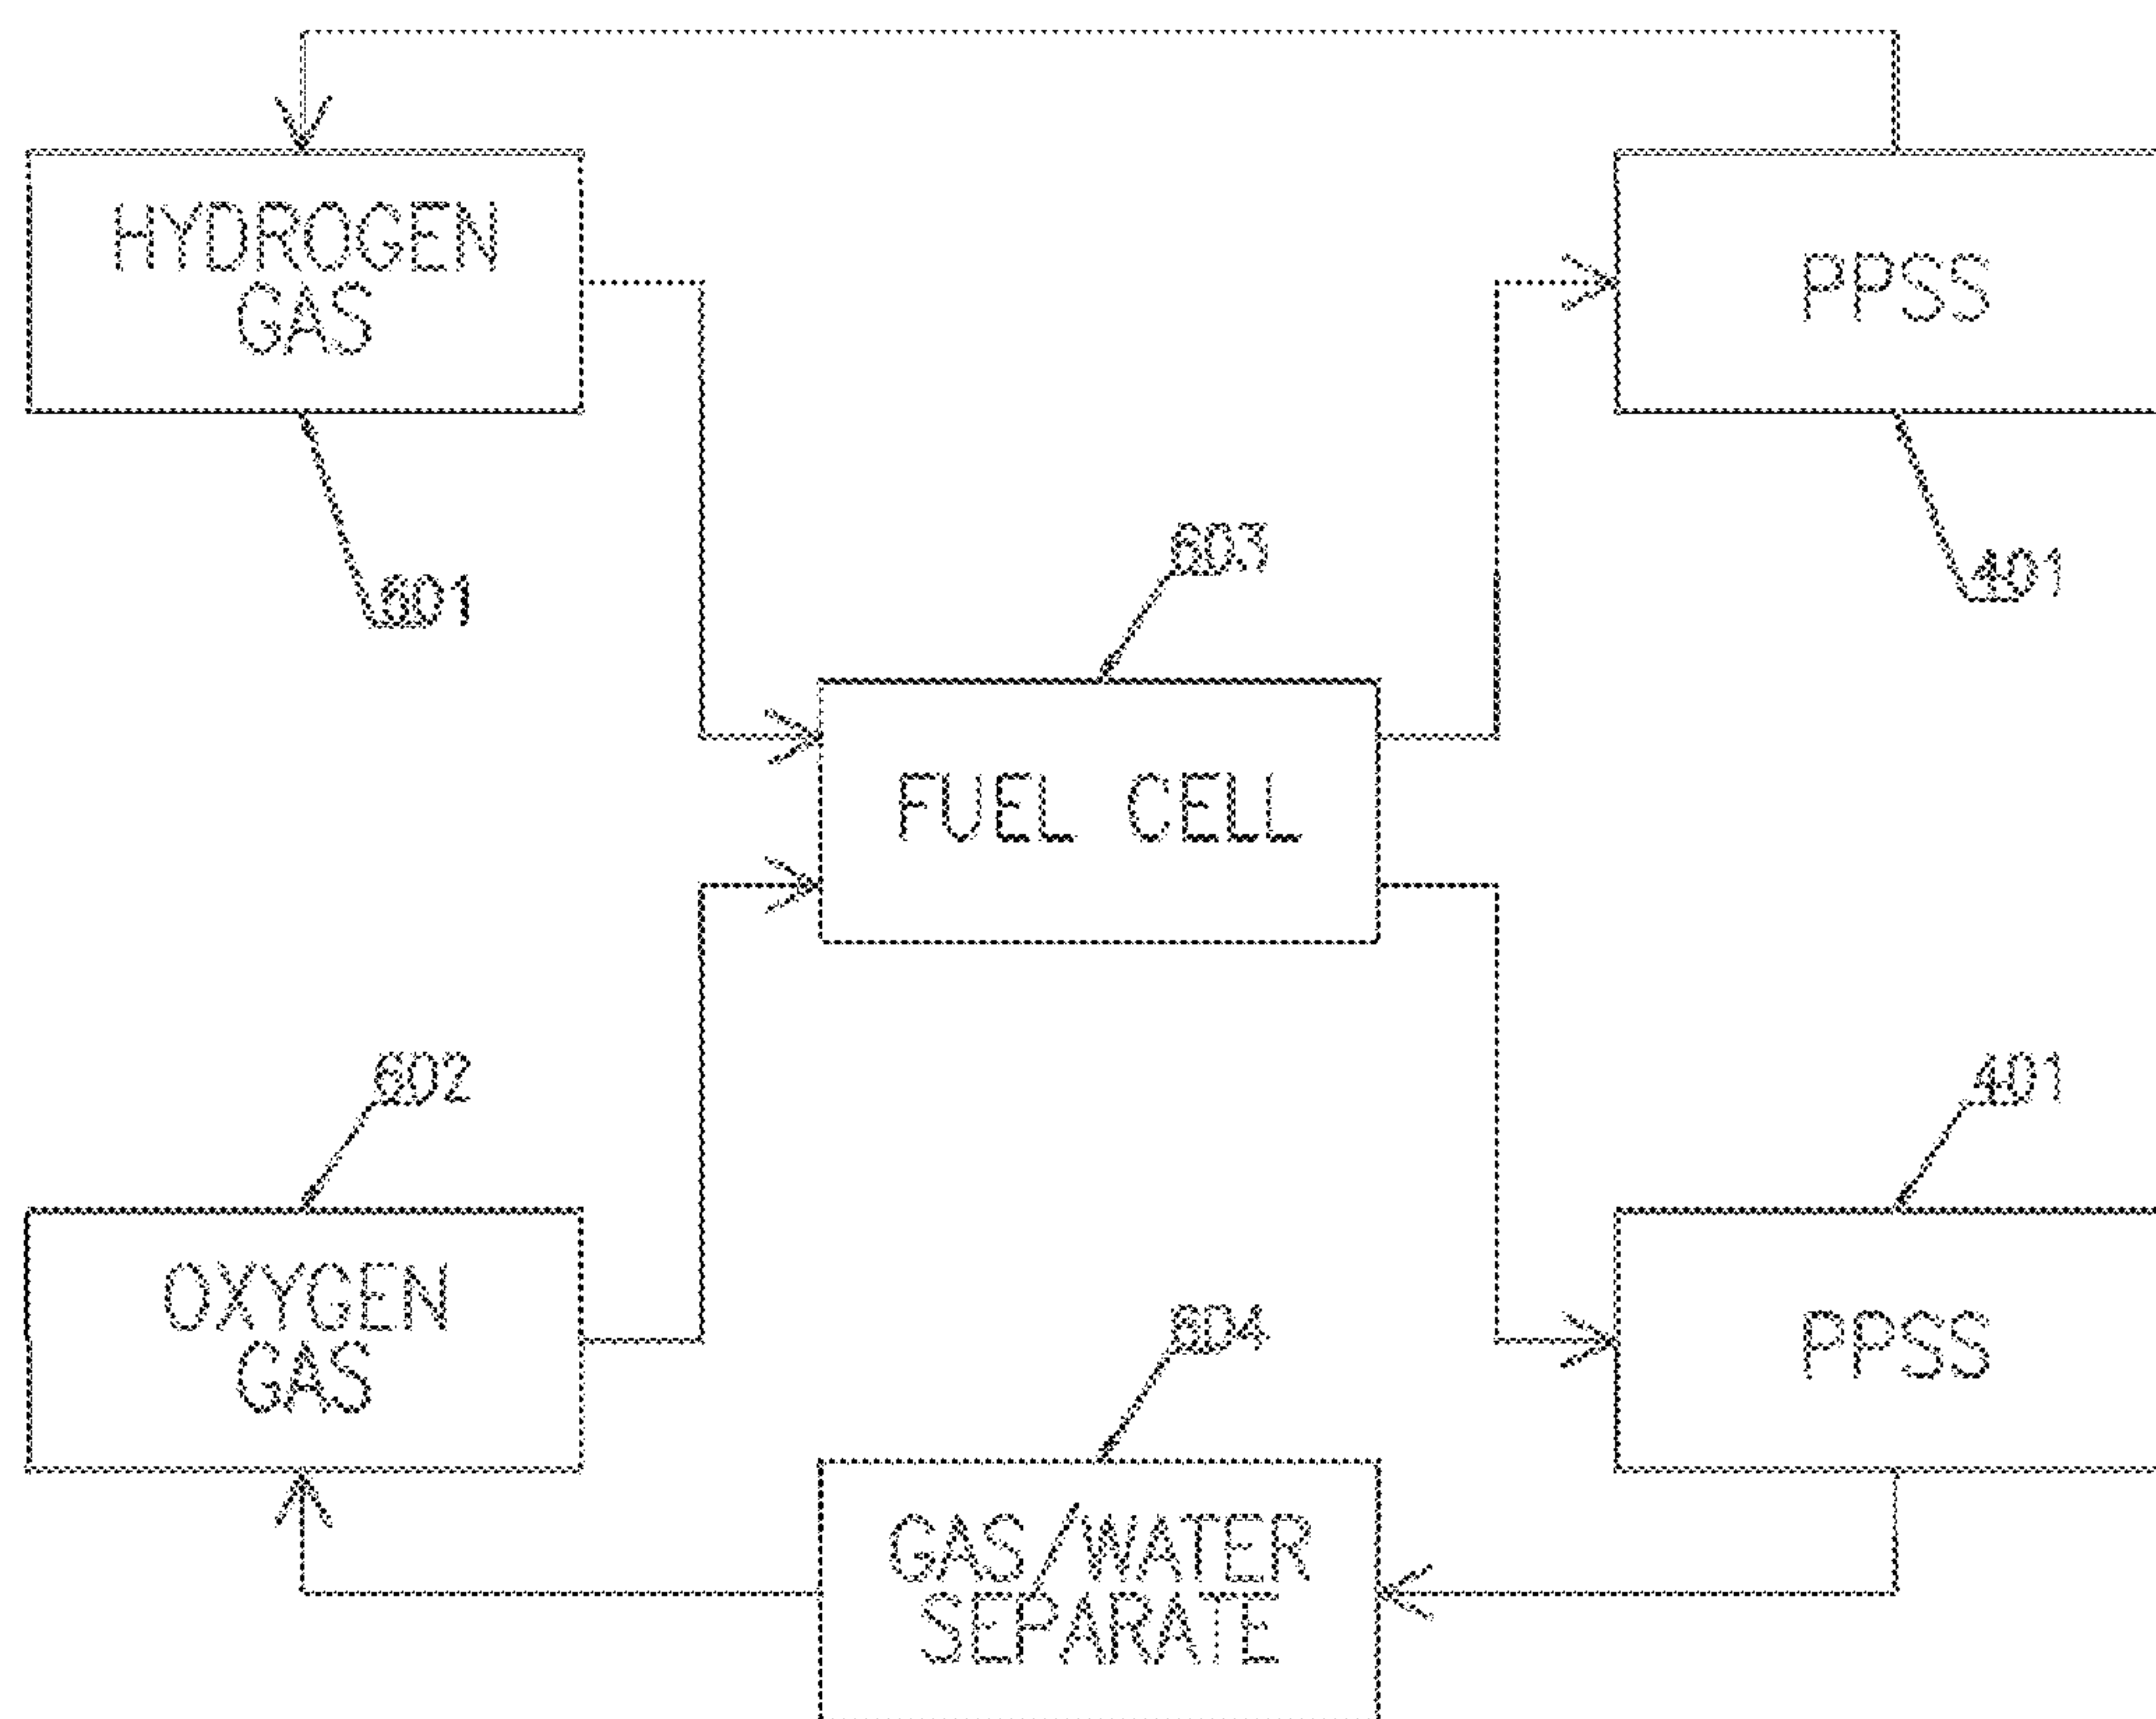 HYDROGEN
GAS
PPSS
601
603
401
FUEL CELL
602
401
OXYGEN
GAS
604
PPSS
GAS/WATER
SEPARATE